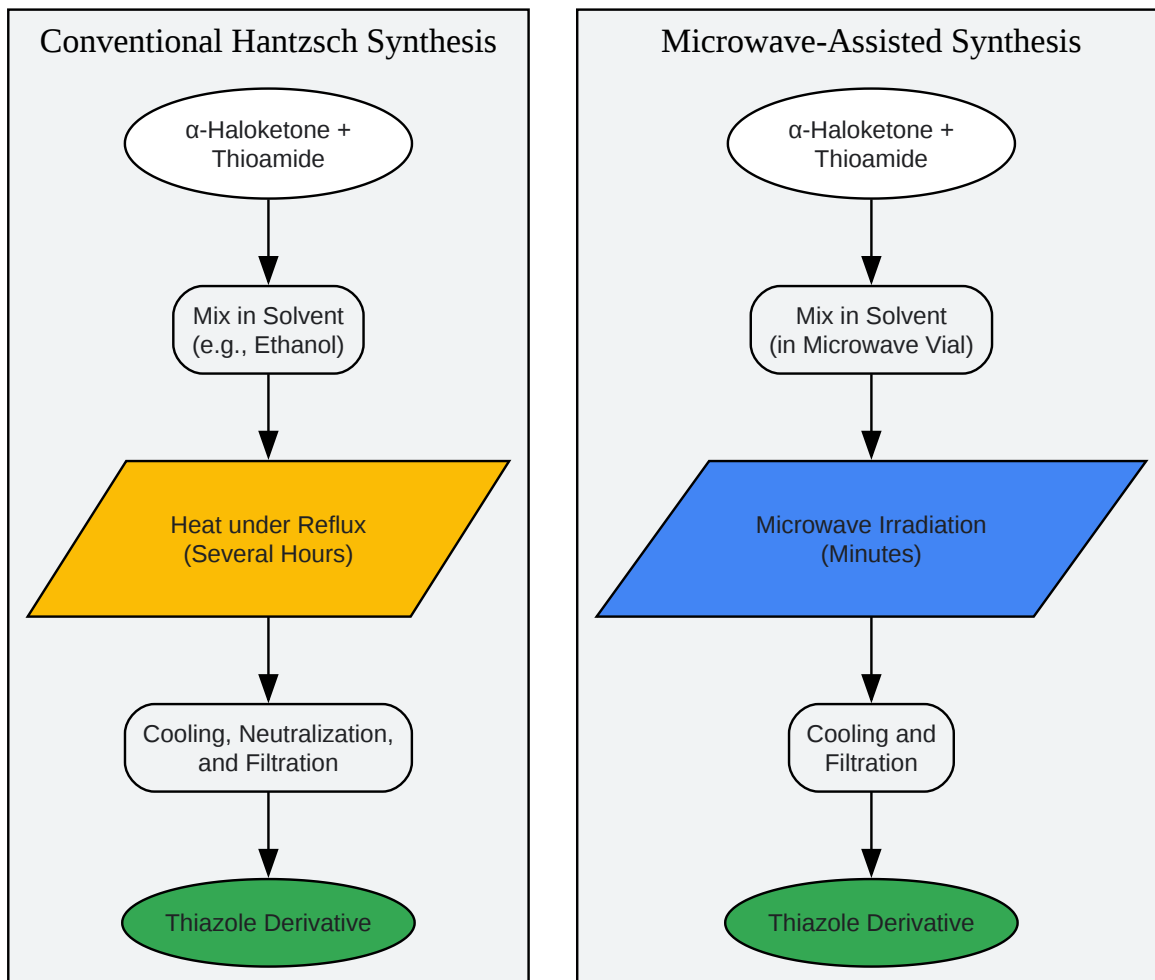 Conventional Hantzsch Synthesis
α-Haloketone +
Thioamide
Mix in Solvent
(e.g., Ethanol)
Heat under Reflux
(Several Hours)
Cooling, Neutralization,
and Filtration
Thiazole Derivative
Microwave-Assisted Synthesis
α-Haloketone +
Thioamide
Mix in Solvent
(in Microwave Vial)
Microwave Irradiation
(Minutes)
Cooling and
Filtration
Thiazole Derivative